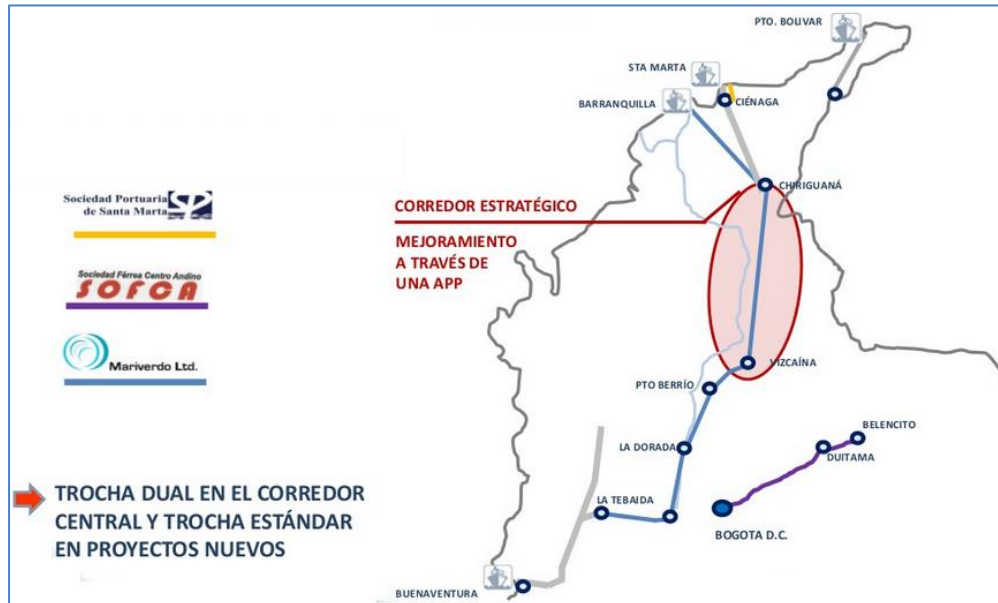 PTO. BOLIVAR
STA MARTA
BARRANQUILLA
CIÉNAGA
CHIRIGUANÁ
Sociedad Portuaria
de Santa Marta
SP
CORREDOR ESTRATÉGICO
MEJORAMIENTO
A TRAVÉS DE
UNA APP
Sociedad Férrea Centro Andino
SOFCA
Mariverdo Ltd.
VIZCAÍNA
PTO BERRÍO
BELENCITO
LA DORADA
DUITAMA
TROCHA DUAL EN EL CORREDOR
CENTRAL Y TROCHA ESTÁNDAR
EN PROYECTOS NUEVOS
LA TEBAIDA
BOGOTA D.C.
BUENAVENTURA